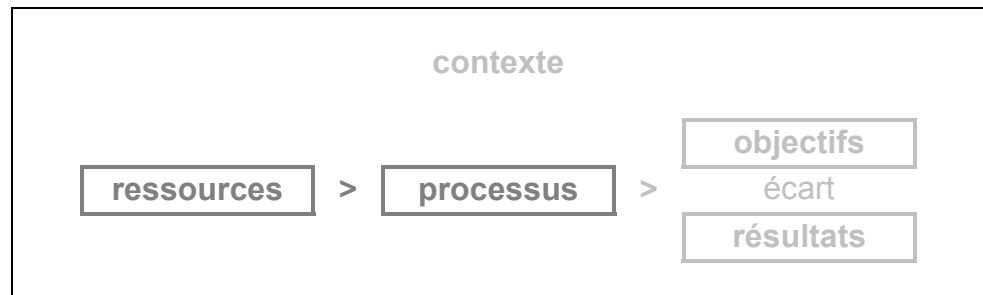 contexte
objectifs
ressources > processus > écart
résultats